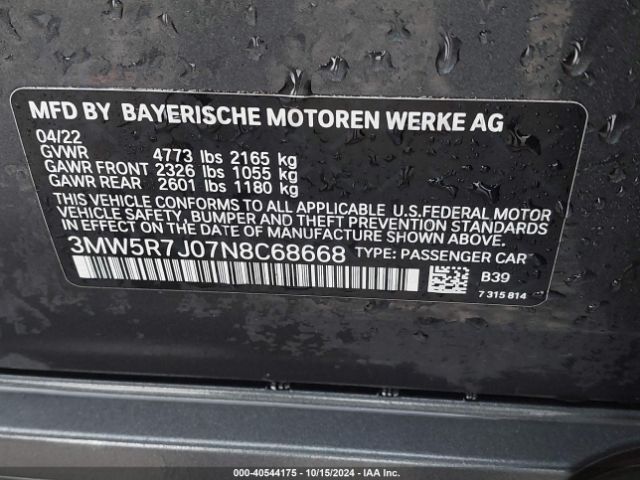 MFD BY BAYERISCHE MOTOREN WERKE AG
04/22
GVWR 4773 lbs 2165 kg
GAWR FRONT 2326 lbs 1055 kg
GAWR REAR 2601 lbs 1180 kg
THIS VEHICLE CONFORMS TO ALL APPLICABLE U.S.FEDERAL MOTOR
VEHICLE SAFETY, BUMPER AND THEFT PREVENTION STANDARDS
IN EFFECT ON THE DATE OF MANUFACTURE SHOWN ABOVE.
3MW5R7J07N8C68668 TYPE: PASSENGER CAR
B39
7 315 814
000-40544175 - 10/15/2024 - IAA Inc.